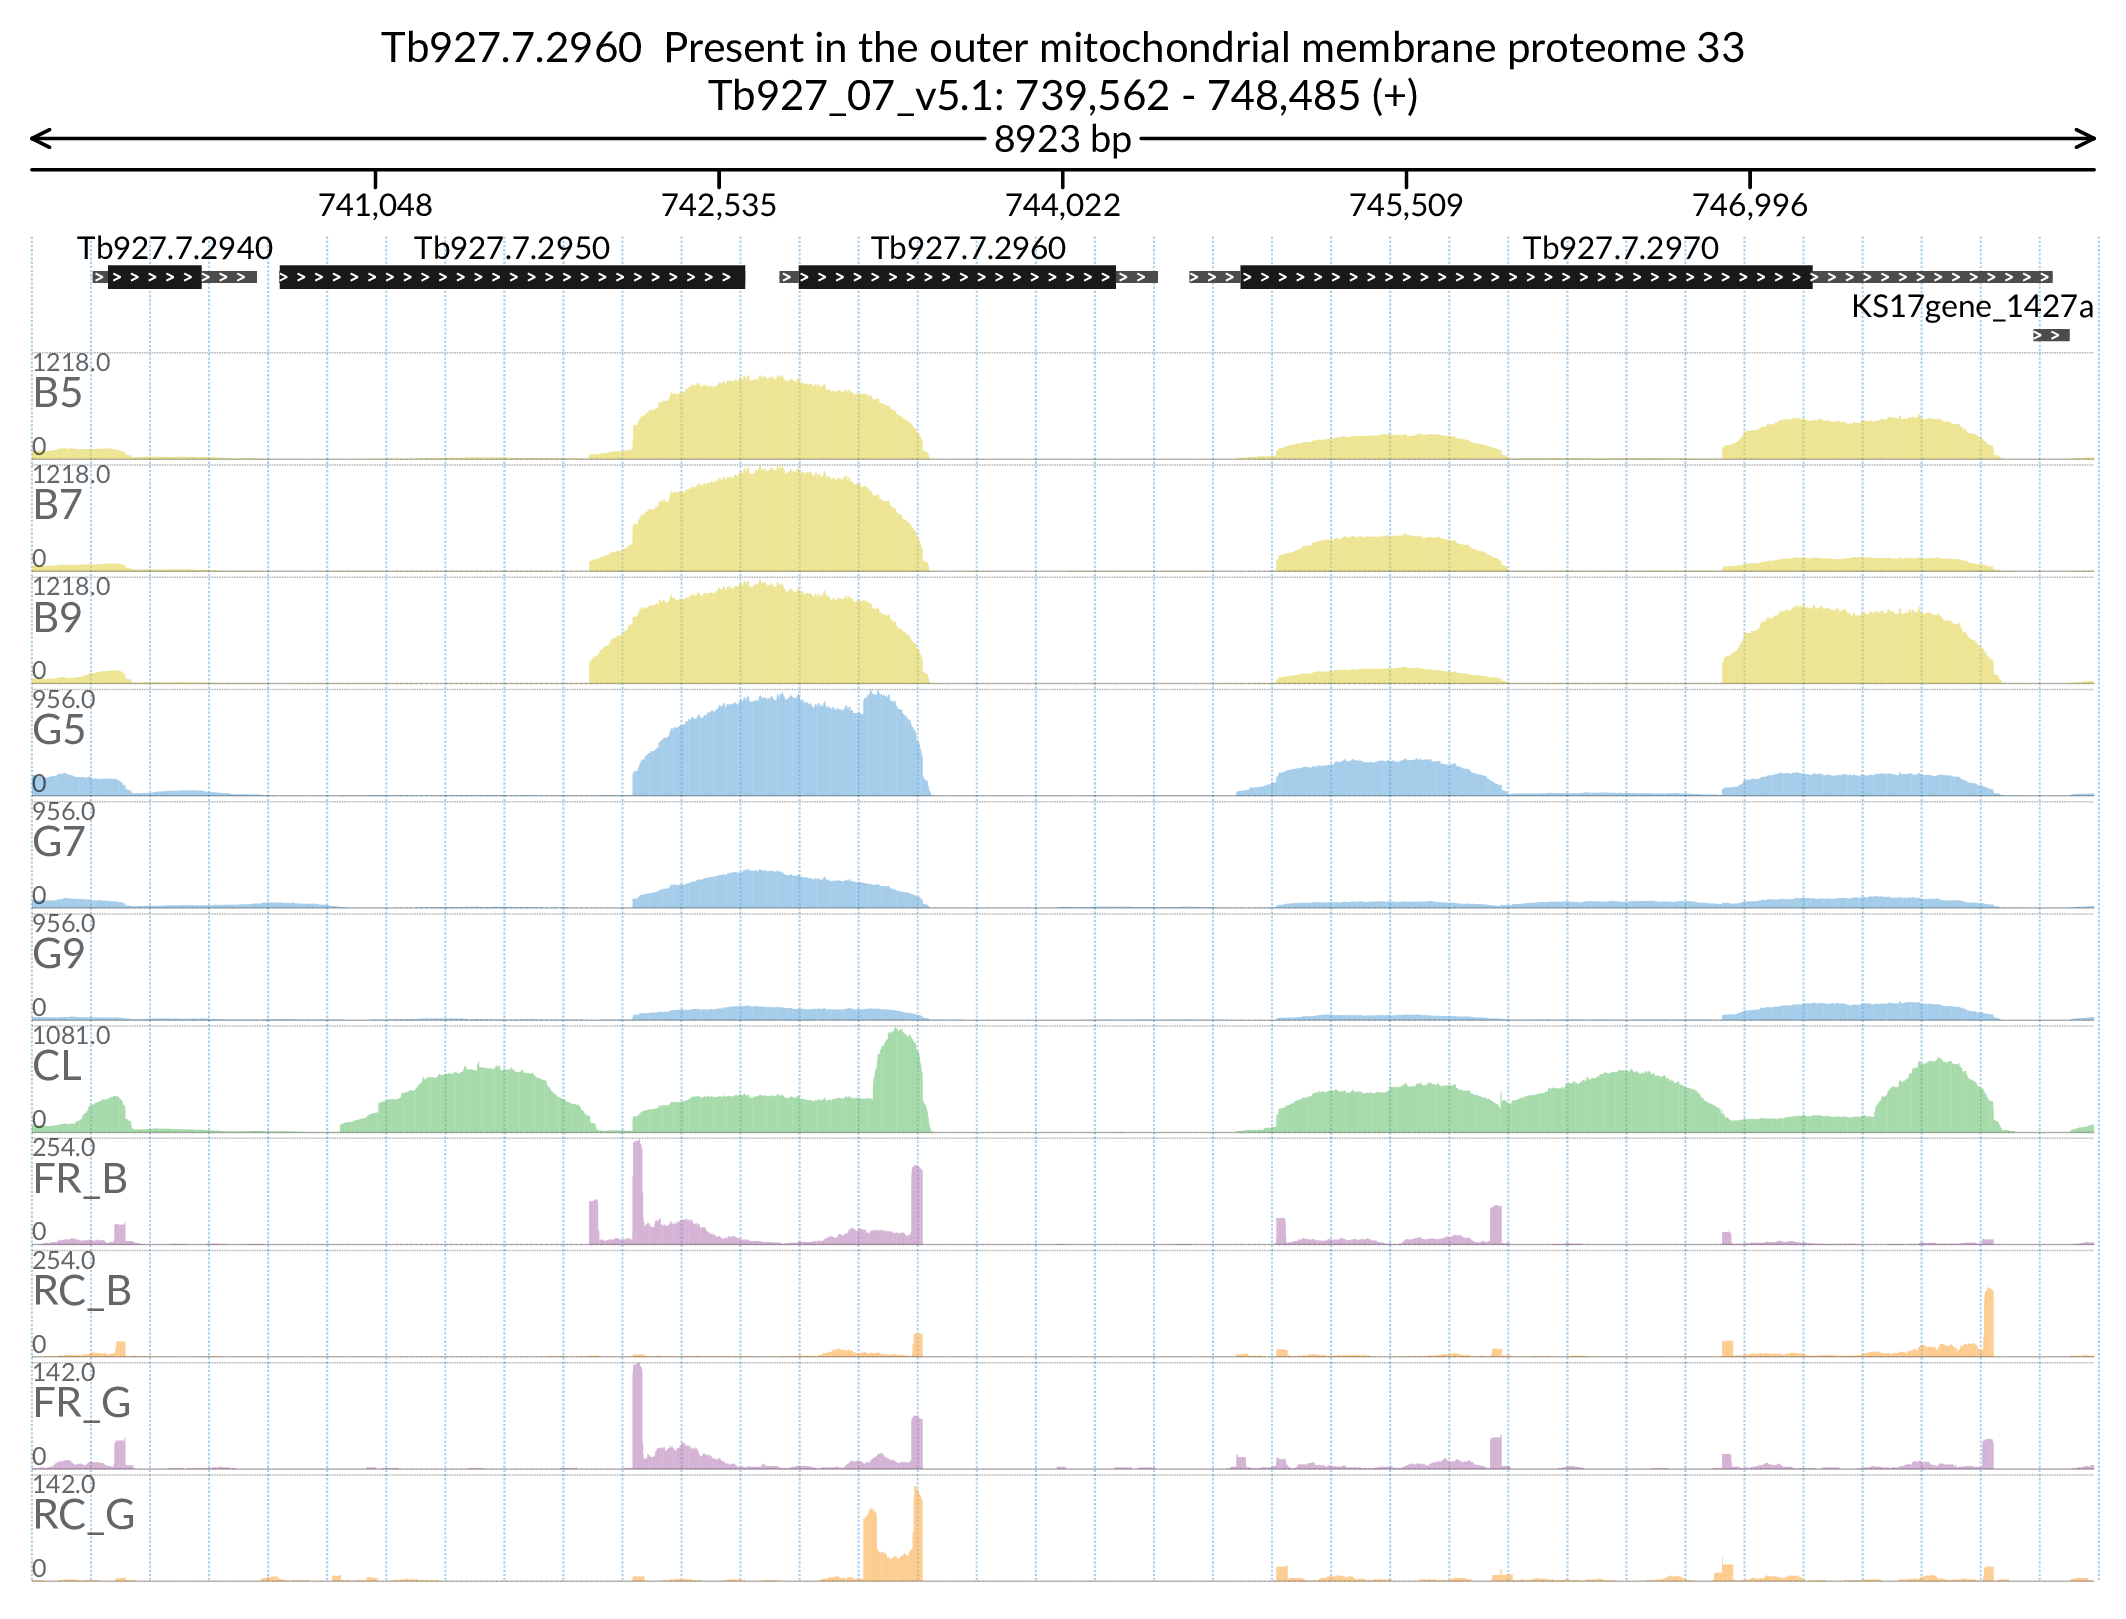 Tb927.7.2960  Present in the outer mitochondrial membrane proteome 33
Tb927_07_v5.1: 739,562 - 748,485 (+)
8923 bp
741,048 742,535 744,022 745,509 746,996
Tb927.7.2940 Tb927.7.2950 Tb927.7.2960 Tb927.7.2970
KS17gene_1427a
1218.0
B5
0
1218.0
B7
0
1218.0
B9
0
956.0
G5
0
956.0
G7
0
956.0
G9
0
1081.0
CL
0
254.0
FR_B
0
254.0
RC_B
0
142.0
FR_G
0
142.0
RC_G
0